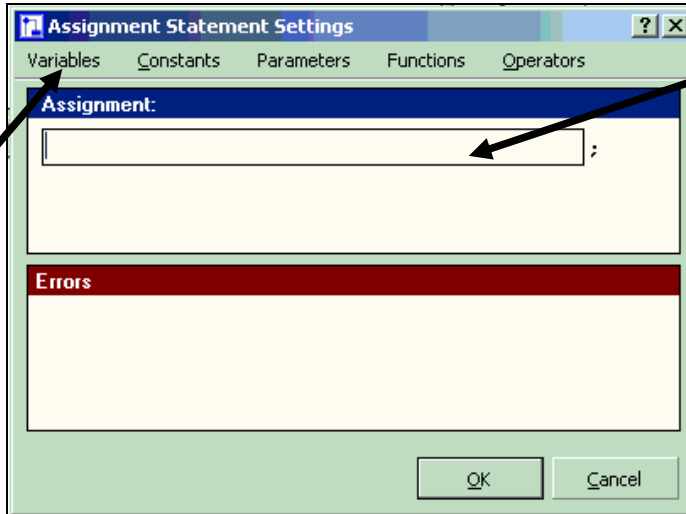 Assignment Statement Settings ? X
Variables Constants Parameters Functions Operators
Assignment:
;
Errors
OK Cancel